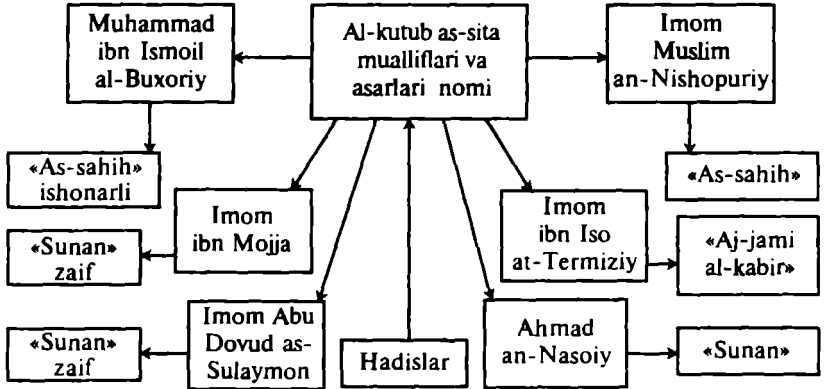 Muhammad
ibn Ismoil
al-Buxoriy
Al-kutub as-sita
mualliflari va
asarlari nomi
Imom
Muslim
an-Nishopuriy
«As-sahih»
ishonarli
«As-sahih»
Imom
ibn Mojja
Imom
ibn Iso
at-Termiziy
«Sunan»
zaif
«Aj-jami
al-kabir»
Imom Abu
Dovud as-
Sulaymon
«Sunan»
zaif
Hadislar
Ahmad
an-Nasoiy
«Sunan»